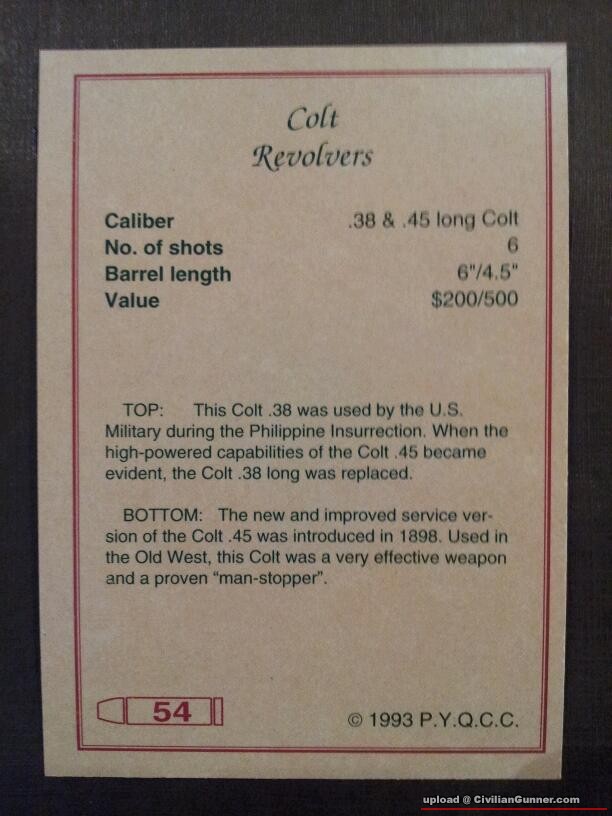 Colt
Revolvers
Caliber .38 & .45 long Colt
No. of shots 6
Barrel length 6"/4.5"
Value $200/500
TOP: This Colt .38 was used by the U.S.
Military during the Philippine Insurrection. When the
high-powered capabilities of the Colt .45 became
evident, the Colt .38 long was replaced.
BOTTOM: The new and improved service ver-
sion of the Colt .45 was introduced in 1898. Used in
the Old West, this Colt was a very effective weapon
and a proven “man-stopper”.
54
© 1993 P.Y.Q.C.C.
upload @ CivilianGunner.com